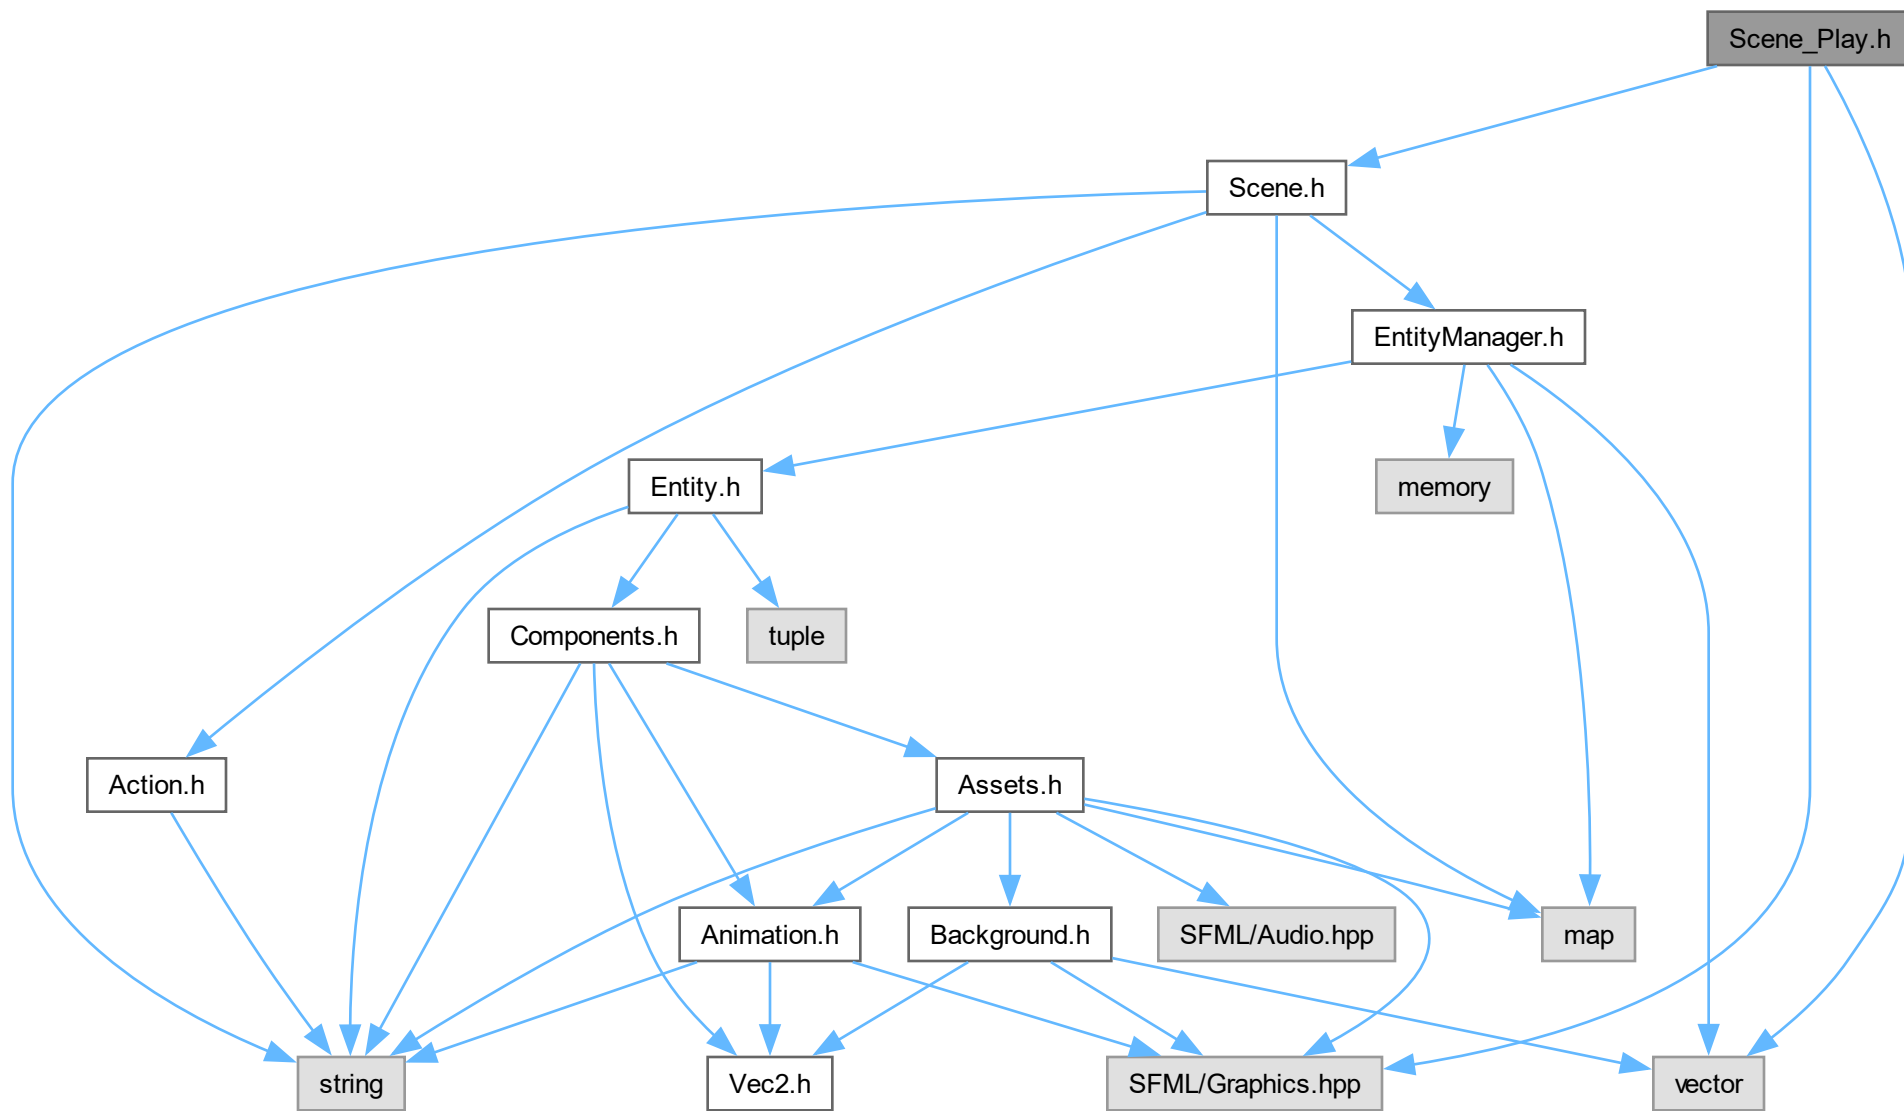 Scene_Play.h
Scene.h
EntityManager.h
Entity.h
memory
Components.h
tuple
Action.h
Assets.h
Animation.h
Background.h
SFML/Audio.hpp
map
string
Vec2.h
SFML/Graphics.hpp
vector